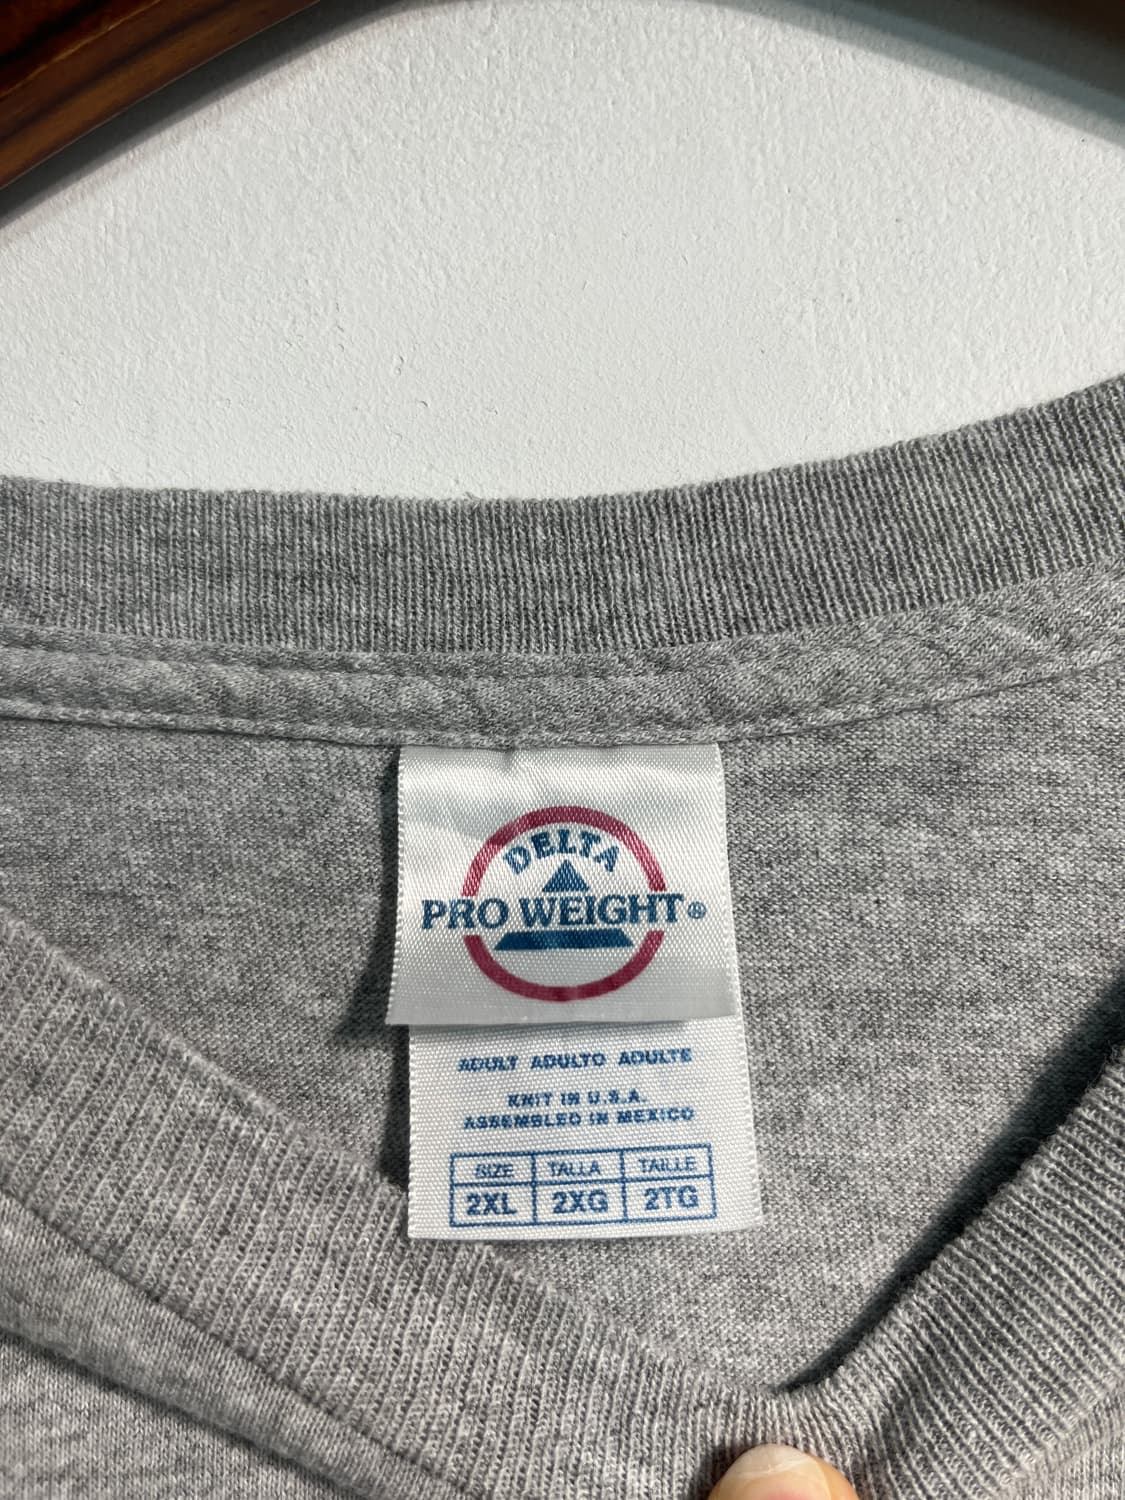 DELTA
PRO WEIGHT®
ADULT ADULTO ADULTE
KNIT IN U.S.A.
ASSEMBLED IN MEXICO
SIZE TALLA TAILLE
2XL 2XG 2TG